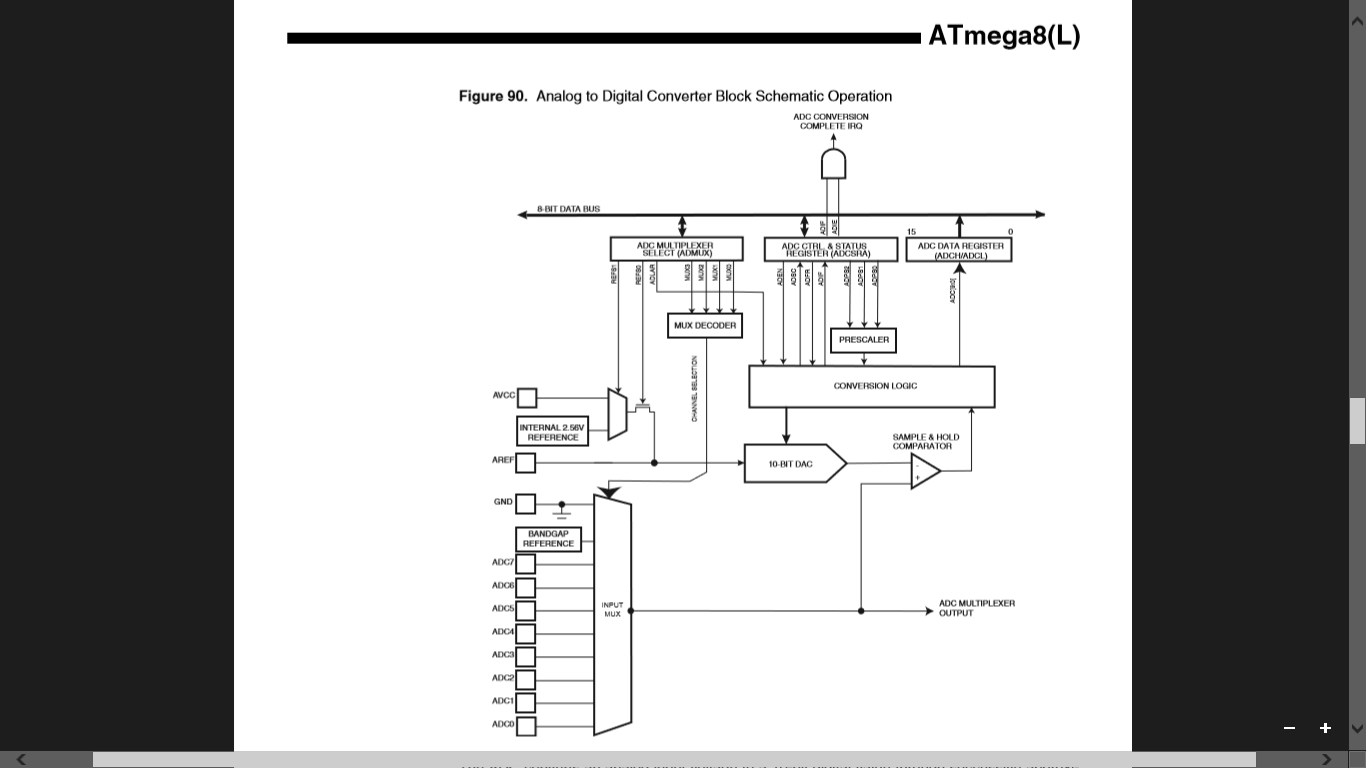 ATmega8(L)
Figure 90. Analog to Digital Converter Block Schematic Operation
ADC CONVERSION
COMPLETE IRQ
8-BIT DATA BUS
ADIF
ADIE
15
0
ADC MULTIPLEXER
SELECT (ADMUX)
ADC CTRL. & STATUS
REGISTER (ADCSRA)
ADC DATA REGISTER
(ADCH/ADCL)
REFS1
REFS0
ADLAR
MUX3
MUX2
MUX1
MUX0
ADEN
ADSC
ADFR
ADIF
ADPS2
ADPS1
ADPS0
ADC[9:0]
MUX DECODER
PRESCALER
CHANNEL SELECTION
CONVERSION LOGIC
AVCC
INTERNAL 2.56V
REFERENCE
AREF
SAMPLE & HOLD
COMPARATOR
10-BIT DAC
-
+
GND
BANDGAP
REFERENCE
ADC7
ADC6
ADC5
ADC4
ADC3
ADC2
ADC1
ADC0
INPUT
MUX
ADC MULTIPLEXER
OUTPUT